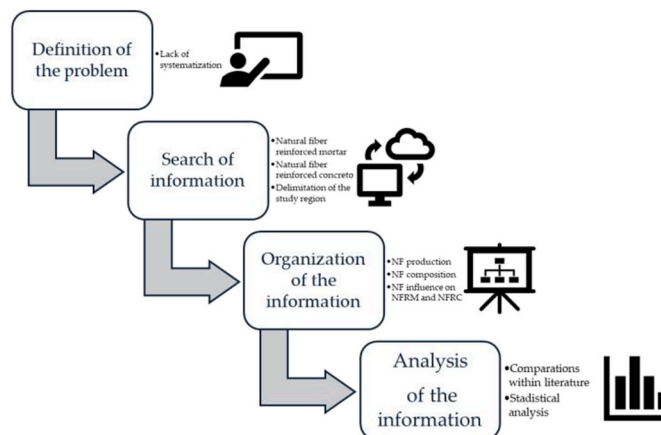 Definition of
the problem
•Lack of
systematization
Search of
information
•Natural fiber
reinforced mortar
•Natural fiber
reinforced concreto
•Delimitation of the
study region
Organization
of the
information
•NF production
•NF composition
•NF influence on
NFRM and NFRC
Analysis
of the
information
•Comparations
within literature
•Stadistical
analysis